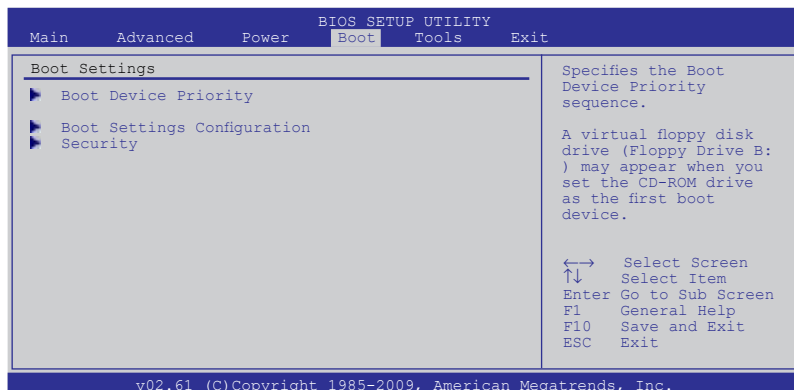 BIOS SETUP UTILITY
Main Advanced Power Boot Tools Exit
Boot Settings
Boot Device Priority
Boot Settings Configuration
Security
Specifies the Boot
Device Priority
sequence.
A virtual floppy disk
drive (Floppy Drive B:
) may appear when you
set the CD-ROM drive
as the first boot
device.
←→ Select Screen
↑↓ Select Item
Enter Go to Sub Screen
F1 General Help
F10 Save and Exit
ESC Exit
v02.61 (C)Copyright 1985-2009, American Megatrends, Inc.